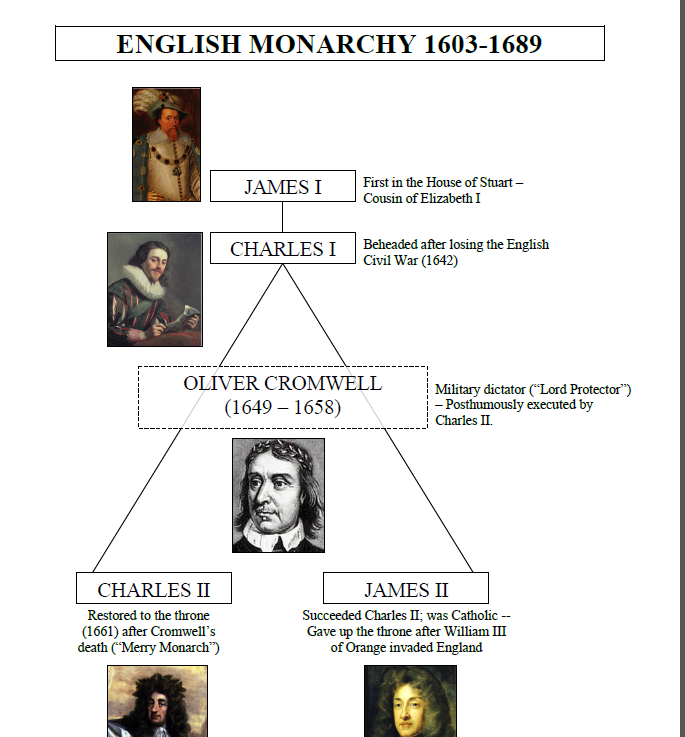 ENGLISH MONARCHY 1603-1689
JAMES I
First in the House of Stuart –
Cousin of Elizabeth I
CHARLES I
Beheaded after losing the English
Civil War (1642)
OLIVER CROMWELL
(1649 – 1658)
Military dictator (“Lord Protector”)
– Posthumously executed by
Charles II.
CHARLES II
Restored to the throne
(1661) after Cromwell’s
death (“Merry Monarch”)
JAMES II
Succeeded Charles II; was Catholic --
Gave up the throne after William III
of Orange invaded England